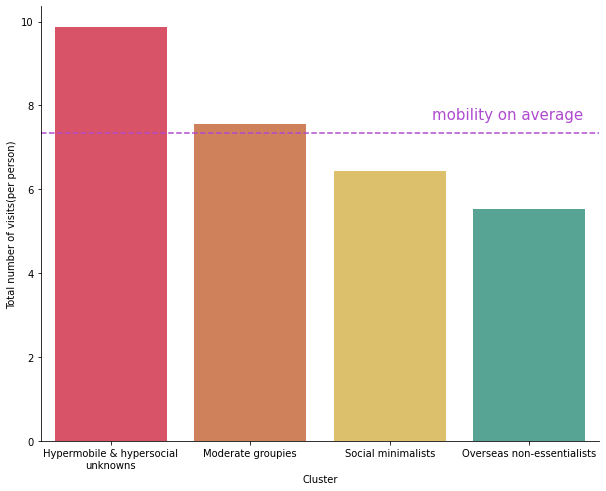 10
8
6
4
2
0
Total number of visits(per person)
mobility on average
Hypermobile & hypersocial
unknowns
Moderate groupies
Social minimalists
Overseas non-essentialists
Cluster